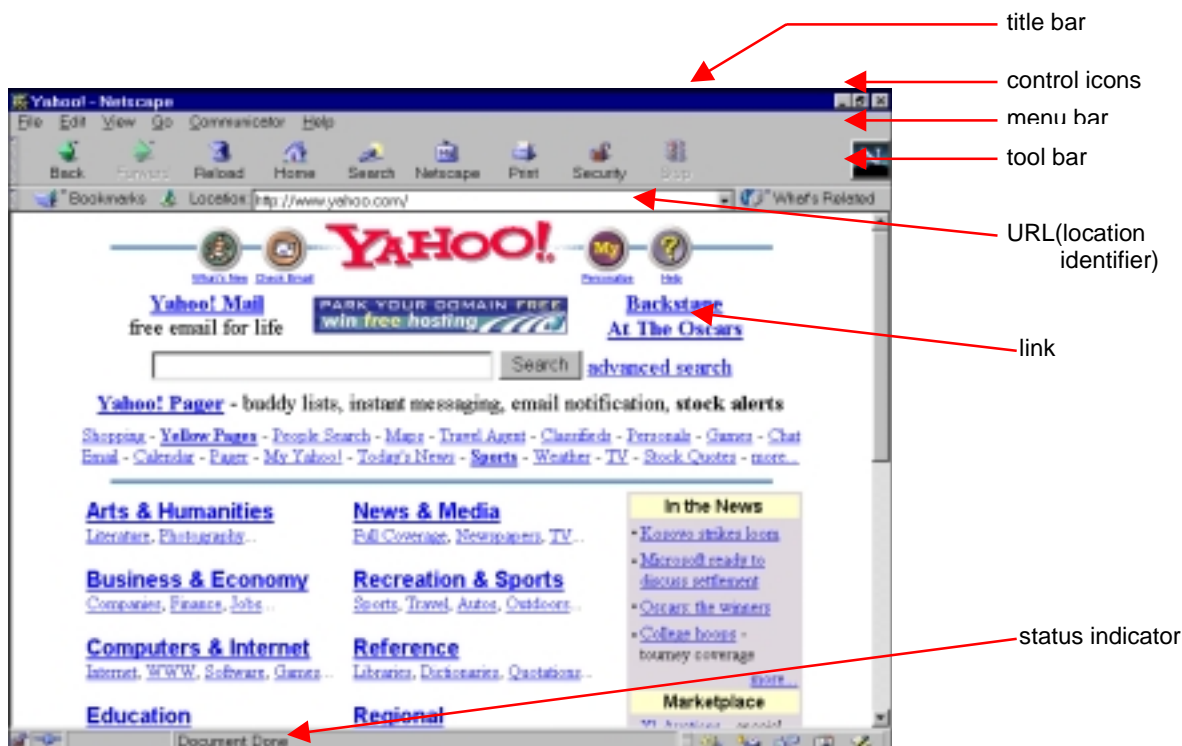 title bar
control icons
Yahoo! - Netscape
File Edit View Go Communicator Help
menu bar
Back Forward Reload Home Search Netscape Print Security Stop
tool bar
Bookmarks Location: http://www.yahoo.com/ What's Related
URL(location
identifier)
YAHOO!
My
What's New Check Email Personalize Help
Yahoo! Mail
free email for life
PARK YOUR DOMAIN FREE
win free hosting
Backstage
At The Oscars
link
Search advanced search
Yahoo! Pager - buddy lists, instant messaging, email notification, stock alerts
Shopping - Yellow Pages - People Search - Maps - Travel Agent - Classifieds - Personals - Games - Chat
Email - Calendar - Pager - My Yahoo! - Today's News - Sports - Weather - TV - Stock Quotes - more...
Arts & Humanities
Literature, Photography...
News & Media
Full Coverage, Newspapers, TV...
Business & Economy
Companies, Finance, Jobs...
Recreation & Sports
Sports, Travel, Autos, Outdoors...
Computers & Internet
Internet, WWW, Software, Games...
Reference
Libraries, Dictionaries, Quotations...
Education
Regional
In the News
Kosovo strikes loom
Microsoft ready to
discuss settlement
Oscars: the winners
College hoops -
tourney coverage
more...
Marketplace
status indicator
Document: Done